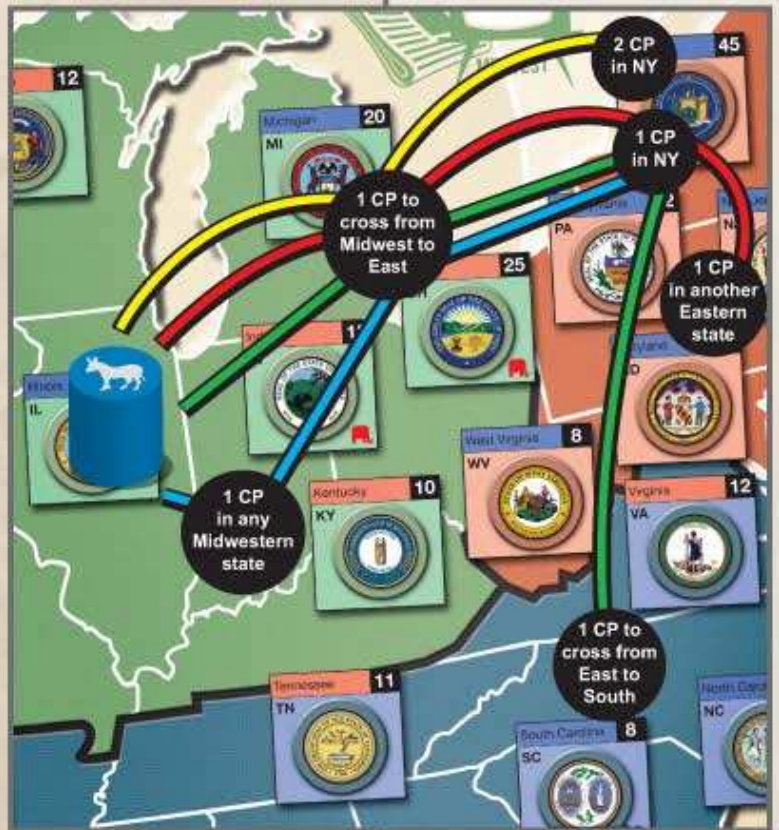 12
Michigan
20
MI
2 CP
in NY
45
1 CP
in NY
1 CP to
cross from
Midwest to
East
PA
1 CP
in another
Eastern
state
25
Illinois
IL
1 CP
in any
Midwestern
state
Kentucky
10
KY
West Virginia
8
WV
Virginia
12
VA
1 CP to
cross from
East to
South
Tennessee
11
TN
South Carolina
8
SC
NC